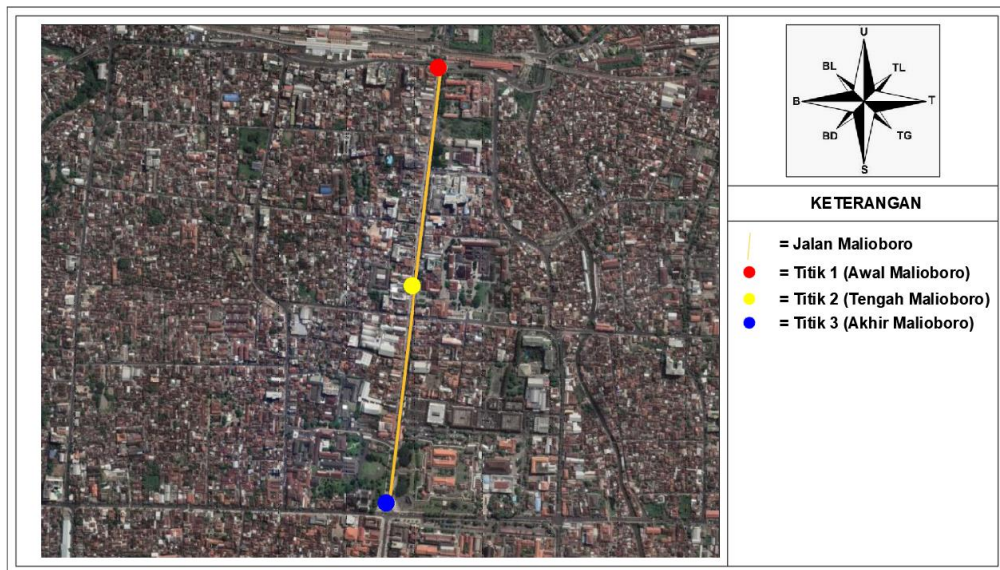 U
BL
TL
B
T
BD
TG
S
KETERANGAN
= Jalan Malioboro
= Titik 1 (Awal Malioboro)
= Titik 2 (Tengah Malioboro)
= Titik 3 (Akhir Malioboro)